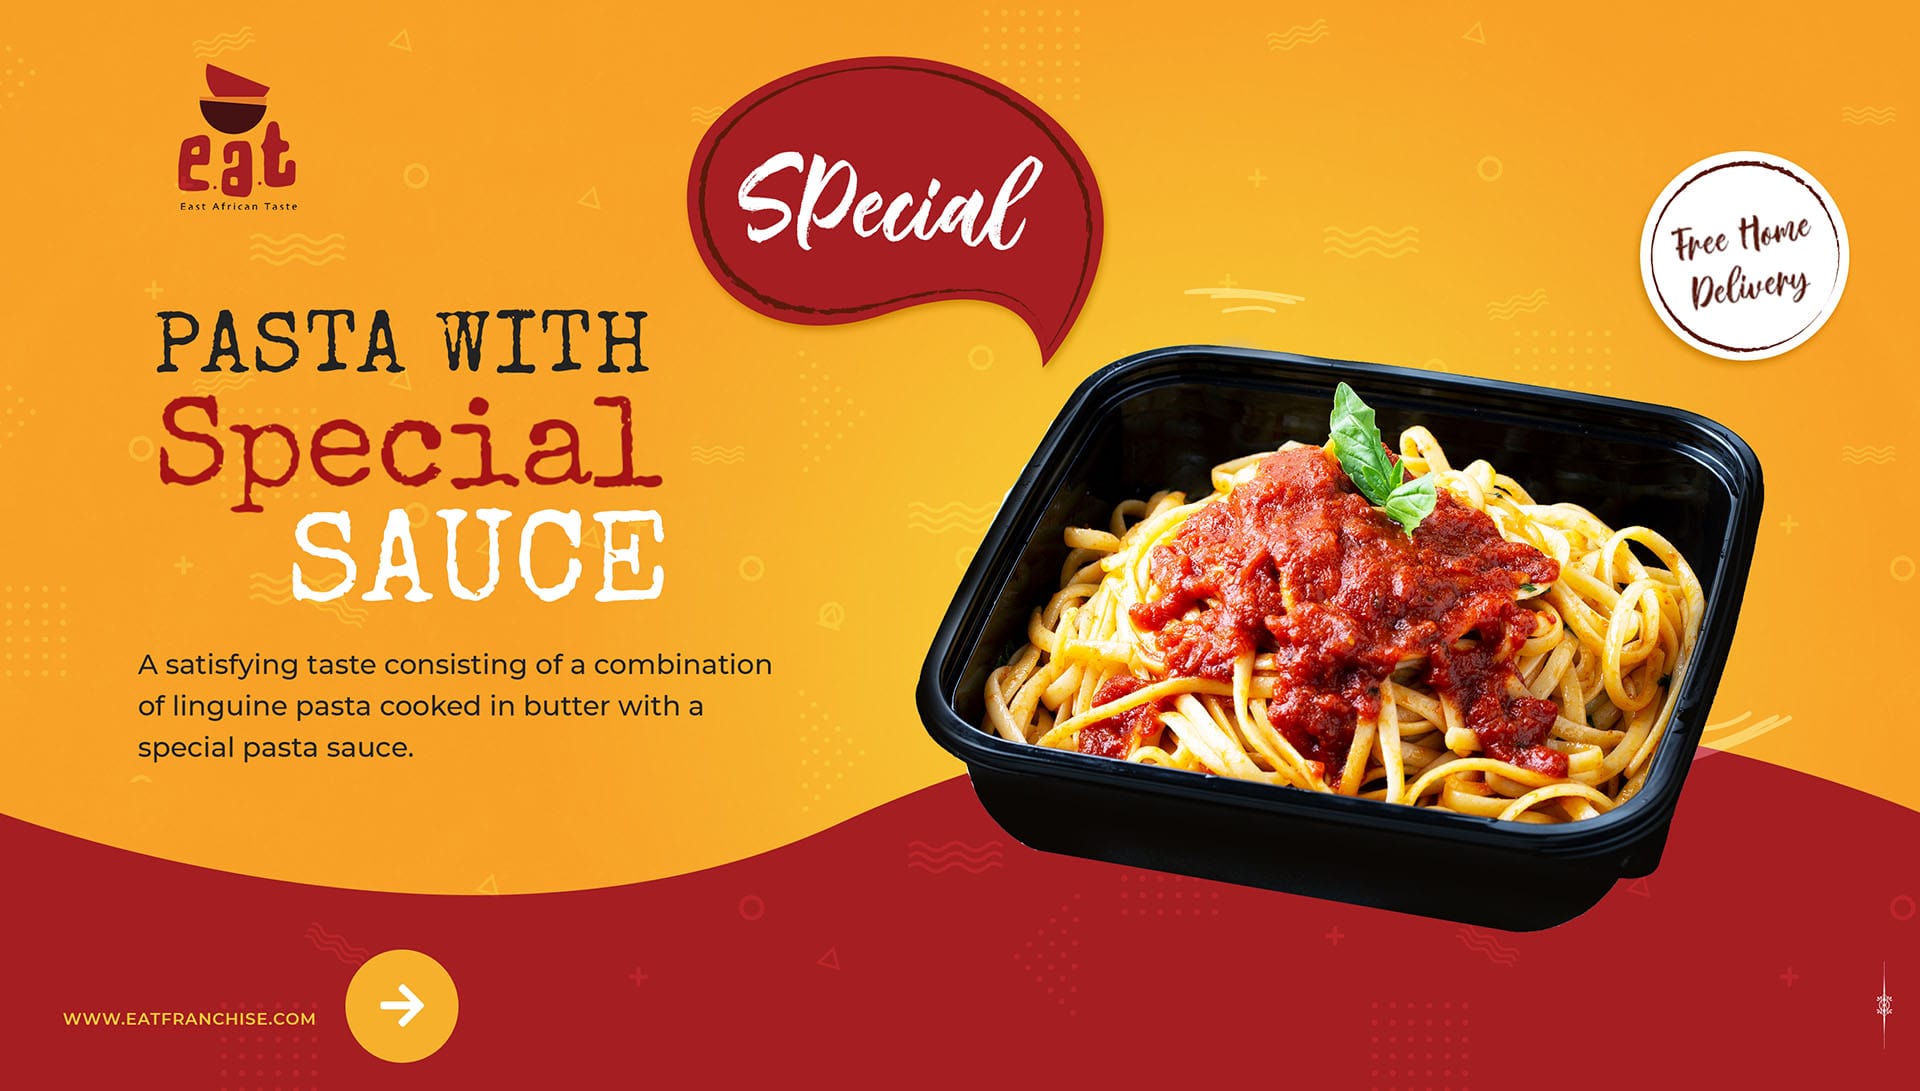 e.a.t
East African Taste
SPecial
Free Home
Delivery
PASTA WITH
Special
SAUCE
A satisfying taste consisting of a combination
of linguine pasta cooked in butter with a
special pasta sauce.
WWW.EATFRANCHISE.COM